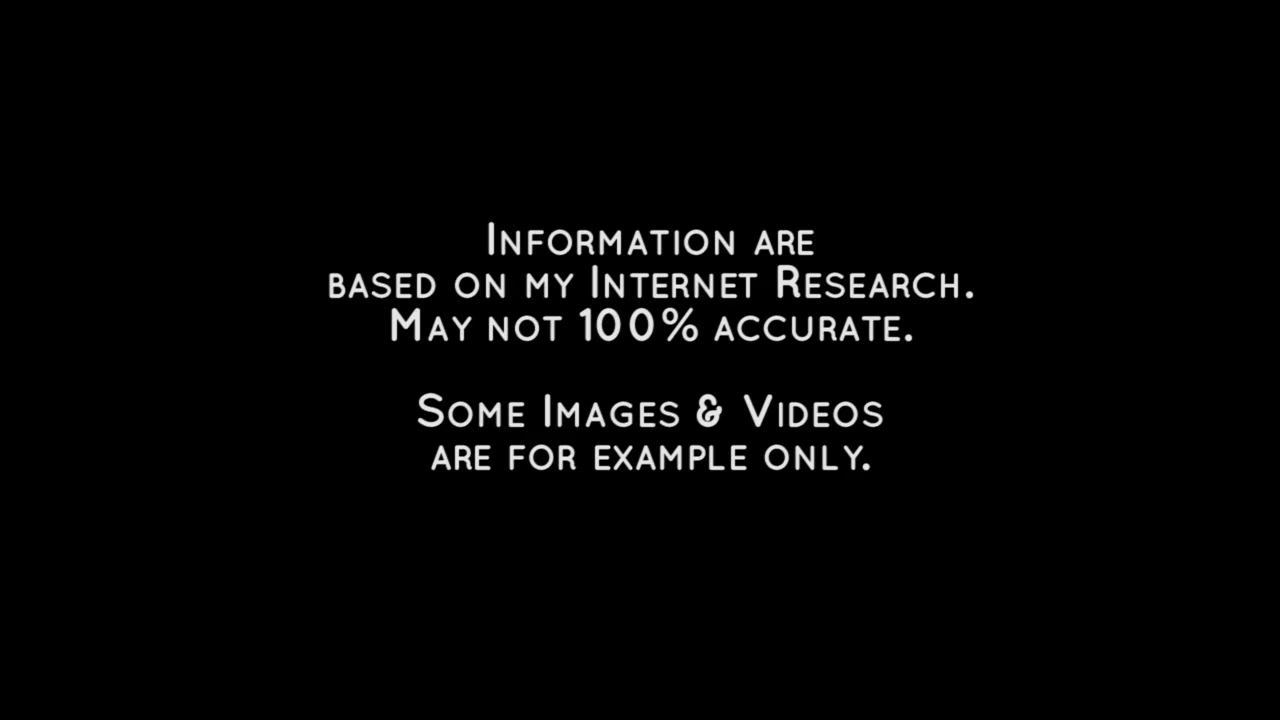 Information are
based on my Internet Research.
May not 100% accurate.
Some Images & Videos
are for example only.